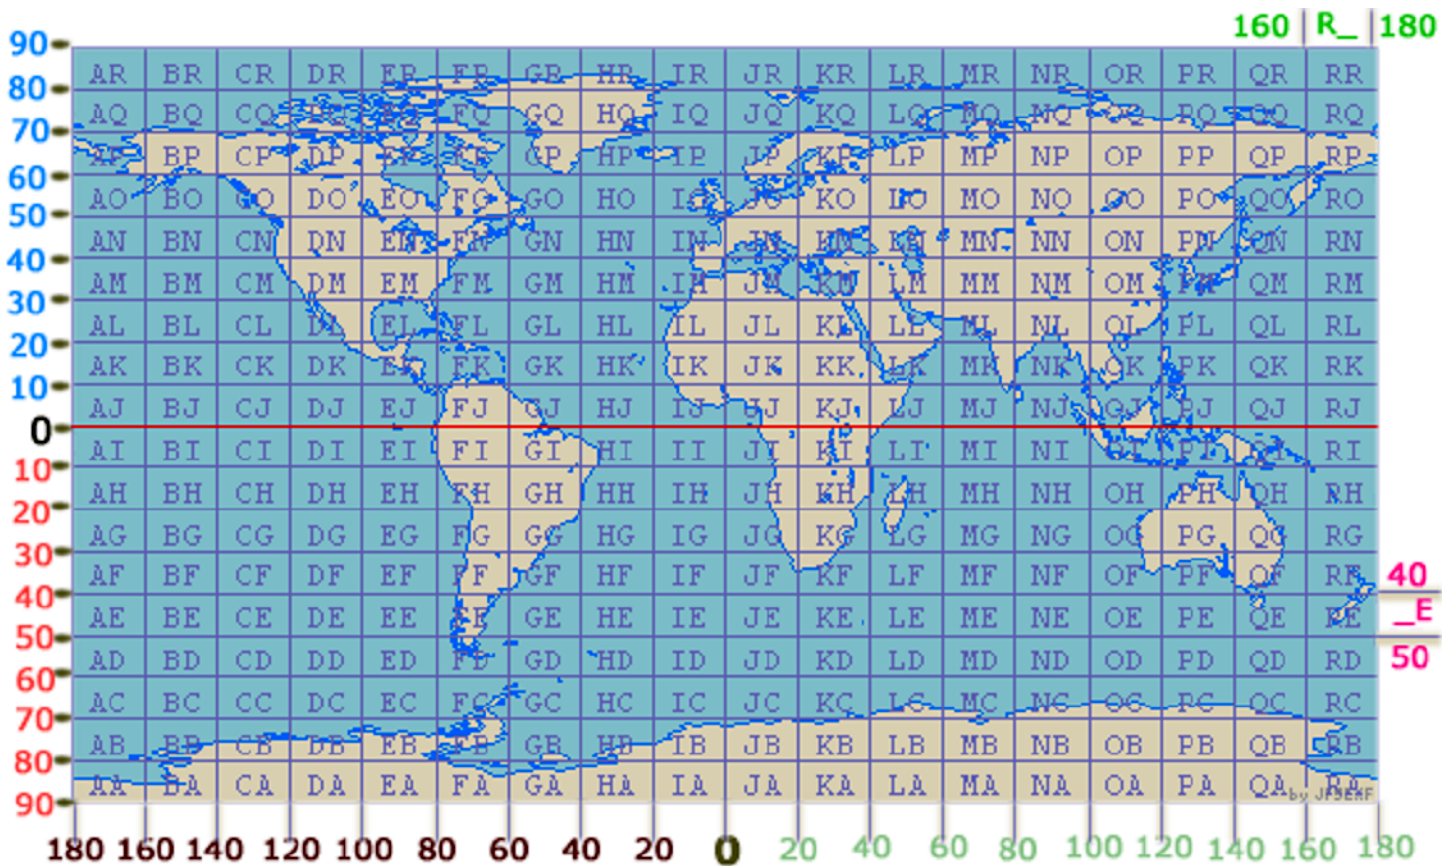 160 R_ 180
90
AR BR CR DR ER FR GR HR IR JR KR LR MR NR OR PR QR RR
80
AQ BQ CQ DQ EQ FQ GQ HQ IQ JQ KQ LQ MQ NQ OQ PQ QQ RQ
70
AP BP CP DP EP FP GP HP IP JP KP LP MP NP OP PP QP RP
60
AO BO CO DO EO FO GO HO IO JO KO LO MO NO OO PO QO RO
50
AN BN CN DN EN FN GN HN IN JN KN LN MN NN ON PN QN RN
40
AM BM CM DM EM FM GM HM IM JM KM LM MM NM OM PM QM RM
30
AL BL CL DL EL FL GL HL IL JL KL LL ML NL OL PL QL RL
20
AK BK CK DK EK FK GK HK IK JK KK LK MK NK OK PK QK RK
10
AJ BJ CJ DJ EJ FJ GJ HJ IJ JJ KJ LJ MJ NJ OJ PJ QJ RJ
0
AI BI CI DI EI FI GI HI II JI KI LI MI NI OI PI QI RI
10
AH BH CH DH EH FH GH HH IH JH KH LH MH NH OH PH QH RH
20
AG BG CG DG EG FG GG HG IG JG KG LG MG NG OG PG QG RG
30
AF BF CF DF EF FF GF HF IF JF KF LF MF NF OF PF QF RF 40
40
AE BE CE DE EE FE GE HE IE JE KE LE ME NE OE PE QE RE _E
50
AD BD CD DD ED FD GD HD ID JD KD LD MD ND OD PD QD RD 50
60
AC BC CC DC EC FC GC HC IC JC KC LC MC NC OC PC QC RC
70
AB BB CB DB EB FB GB HB IB JB KB LB MB NB OB PB QB RB
80
AA BA CA DA EA FA GA HA IA JA KA LA MA NA OA PA QA RA
90
180 160 140 120 100 80 60 40 20 0 20 40 60 80 100 120 140 160 180